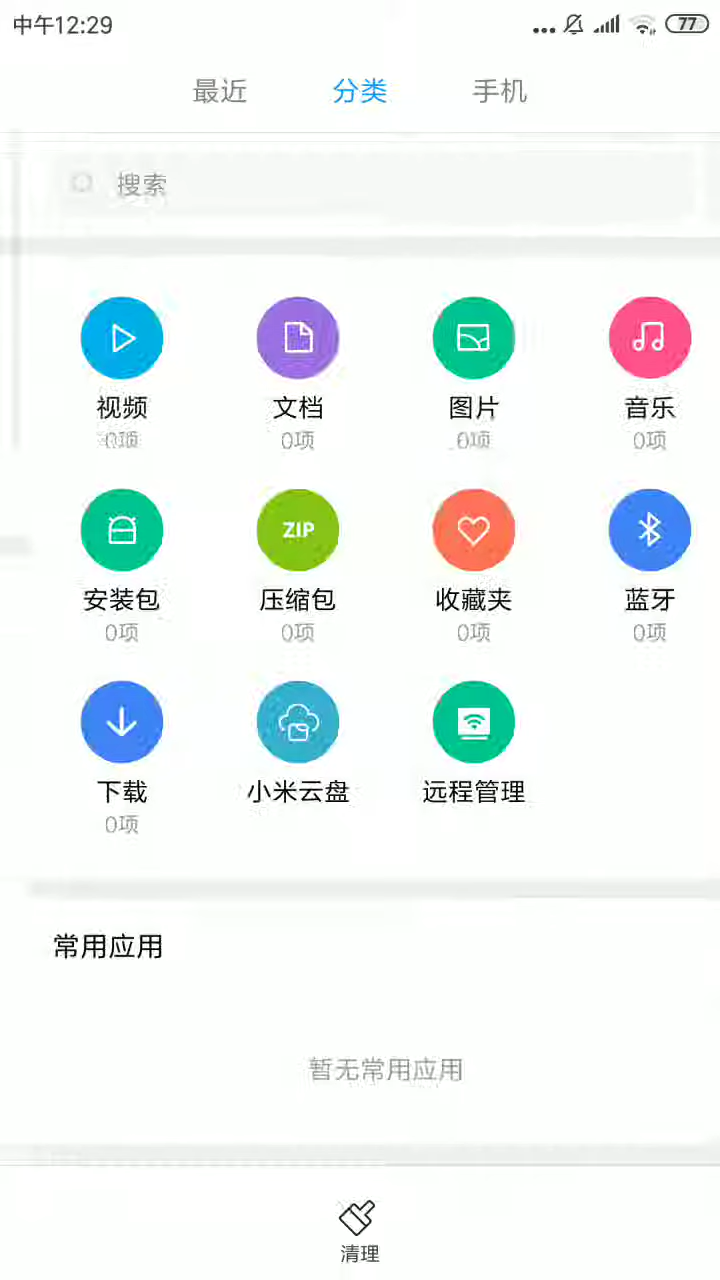 中午12:29 77
最近 分类 手机
搜索
视频 文档 图片 音乐
0项 0项 0项 0项
ZIP
安装包 压缩包 收藏夹 蓝牙
0项 0项 0项 0项
下载 小米云盘 远程管理
0项
常用应用
暂无常用应用
清理